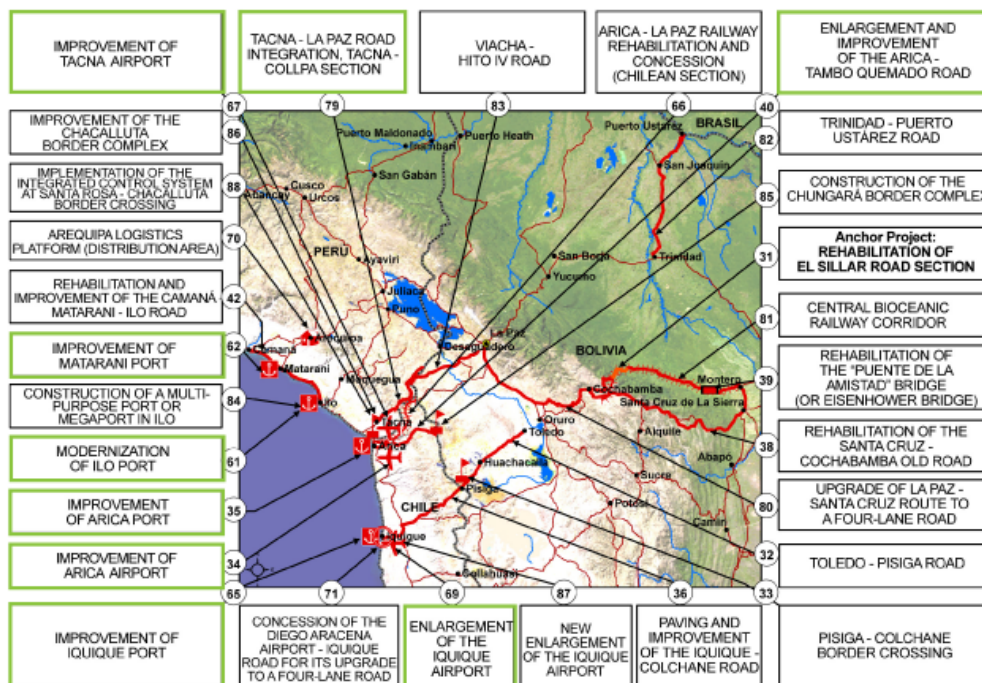 IMPROVEMENT OF
TACNA AIRPORT
TACNA - LA PAZ ROAD
INTEGRATION, TACNA -
COLLPA SECTION
VIACHA -
HITO IV ROAD
ARICA - LA PAZ RAILWAY
REHABILITATION AND
CONCESSION
(CHILEAN SECTION)
ENLARGEMENT AND
IMPROVEMENT
OF THE ARICA -
TAMBO QUEMADO ROAD
67
79
83
66
40
IMPROVEMENT OF THE
CHACALLUTA
BORDER COMPLEX
86
IMPLEMENTATION OF THE
INTEGRATED CONTROL SYSTEM
AT SANTA ROSA - CHACALLUTA
BORDER CROSSING
88
AREQUIPA LOGISTICS
PLATFORM (DISTRIBUTION AREA)
70
REHABILITATION AND
IMPROVEMENT OF THE CAMANÁ
MATARANI - ILO ROAD
42
IMPROVEMENT OF
MATARANI PORT
62
CONSTRUCTION OF A MULTI-
PURPOSE PORT OR
MEGAPORT IN ILO
84
MODERNIZATION
OF ILO PORT
61
IMPROVEMENT
OF ARICA PORT
35
IMPROVEMENT OF
ARICA AIRPORT
34
IMPROVEMENT OF
IQUIQUE PORT
65
BRASIL
Puerto Ustárez
Puerto Maldonado
Puerto Heath
Inambari
San Joaquín
San Gabán
Cusco
Abancay
Urcos
PERÚ
Ayaviri
San Borja
Trinidad
Yucumo
Juliaca
Puno
La Paz
Desaguadero
BOLIVIA
Arequipa
Camaná
Matarani
Moquegua
Cochabamba
Montero
Santa Cruz de La Sierra
Ilo
Tacna
Oruro
Toledo
Aiquile
Arica
Huachacalla
Abapó
Sucre
Pisiga
Potosí
CHILE
Camiri
Iquique
Collahuasi
82
TRINIDAD - PUERTO
USTÁREZ ROAD
85
CONSTRUCTION OF THE
CHUNGARÁ BORDER COMPLEX
31
Anchor Project:
REHABILITATION OF
EL SILLAR ROAD SECTION
81
CENTRAL BIOCEANIC
RAILWAY CORRIDOR
39
REHABILITATION OF
THE "PUENTE DE LA
AMISTAD" BRIDGE
(OR EISENHOWER BRIDGE)
38
REHABILITATION OF THE
SANTA CRUZ -
COCHABAMBA OLD ROAD
80
UPGRADE OF LA PAZ -
SANTA CRUZ ROUTE TO
A FOUR-LANE ROAD
32
TOLEDO - PISIGA ROAD
33
PISIGA - COLCHANE
BORDER CROSSING
71
69
87
36
CONCESSION OF THE
DIEGO ARACENA
AIRPORT - IQUIQUE
ROAD FOR ITS UPGRADE
TO A FOUR-LANE ROAD
ENLARGEMENT
OF THE IQUIQUE
AIRPORT
NEW
ENLARGEMENT
OF THE IQUIQUE AIRPORT
PAVING AND
IMPROVEMENT
OF THE IQUIQUE -
COLCHANE ROAD